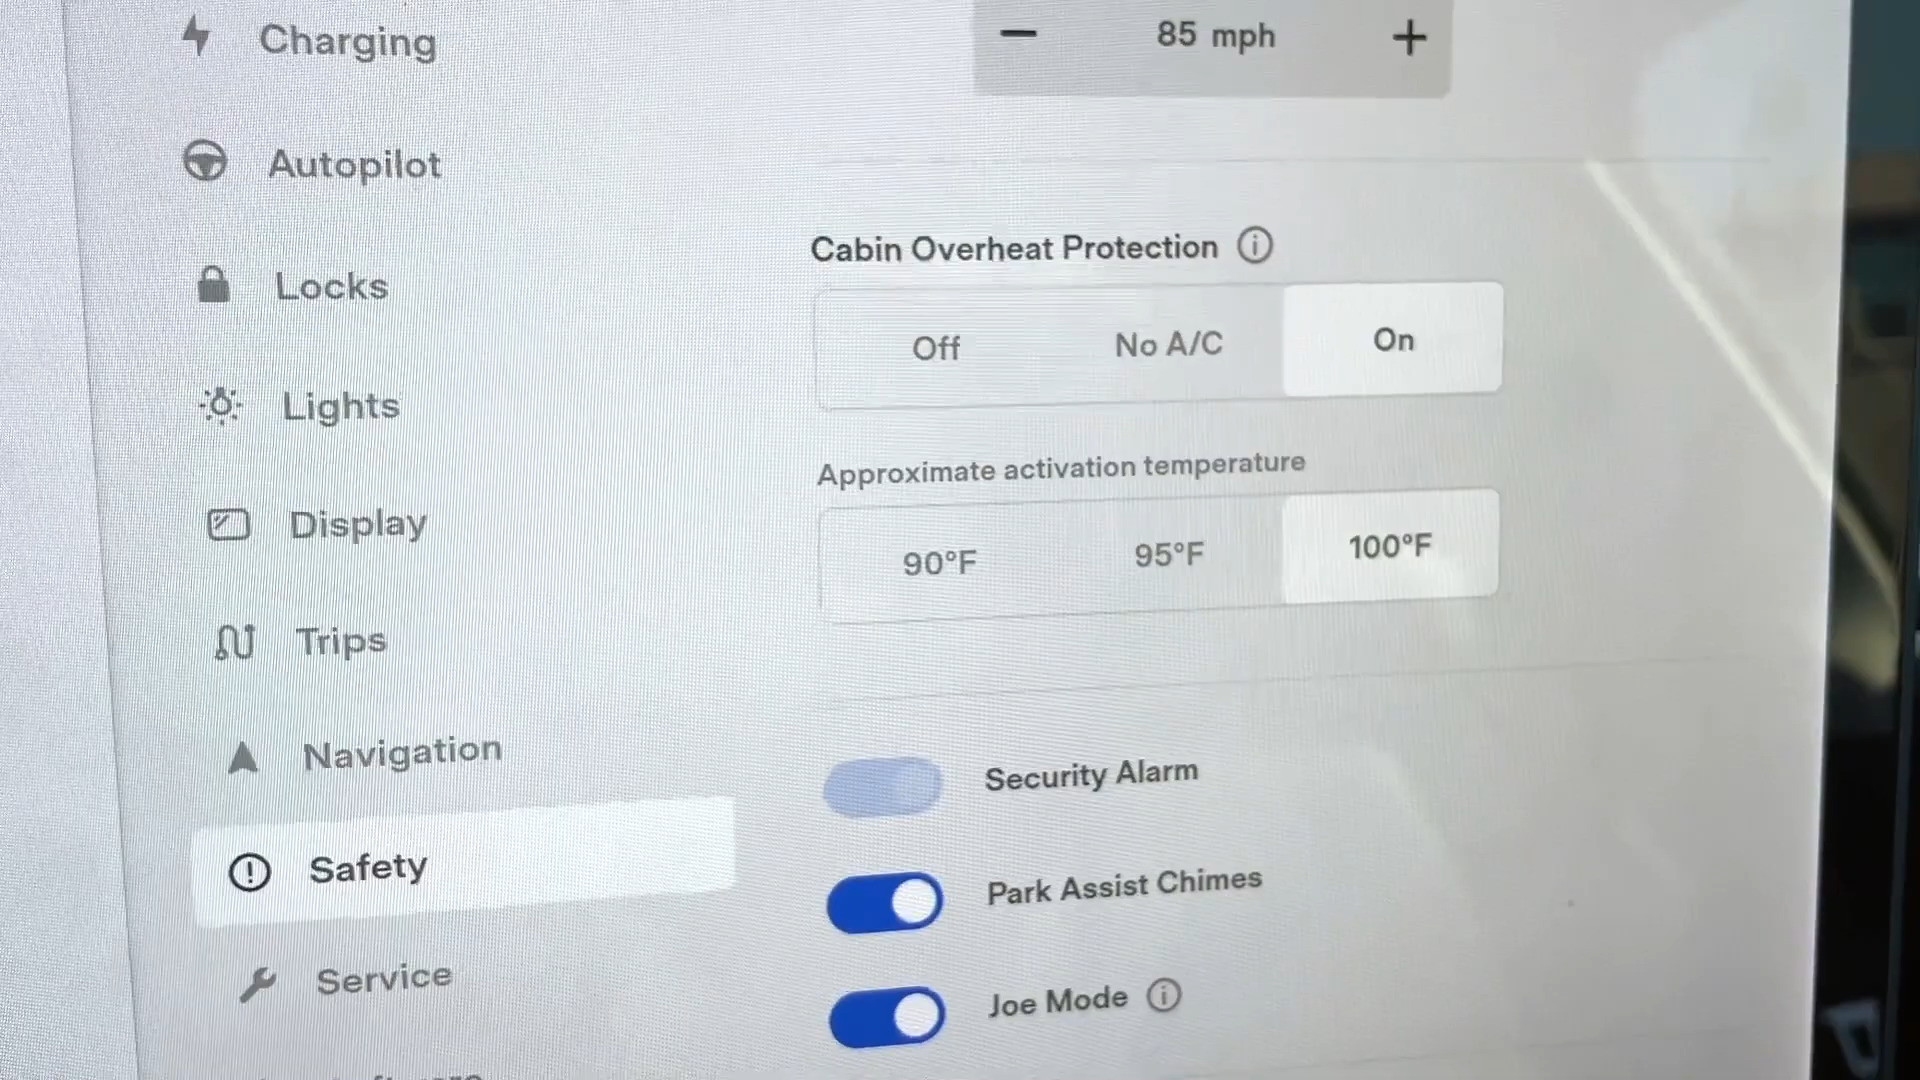 Charging
Autopilot
Locks
Lights
Display
Trips
Navigation
Safety
Service
85 mph
Cabin Overheat Protection
Off No A/C On
Approximate activation temperature
90°F 95°F 100°F
Security Alarm
Park Assist Chimes
Joe Mode